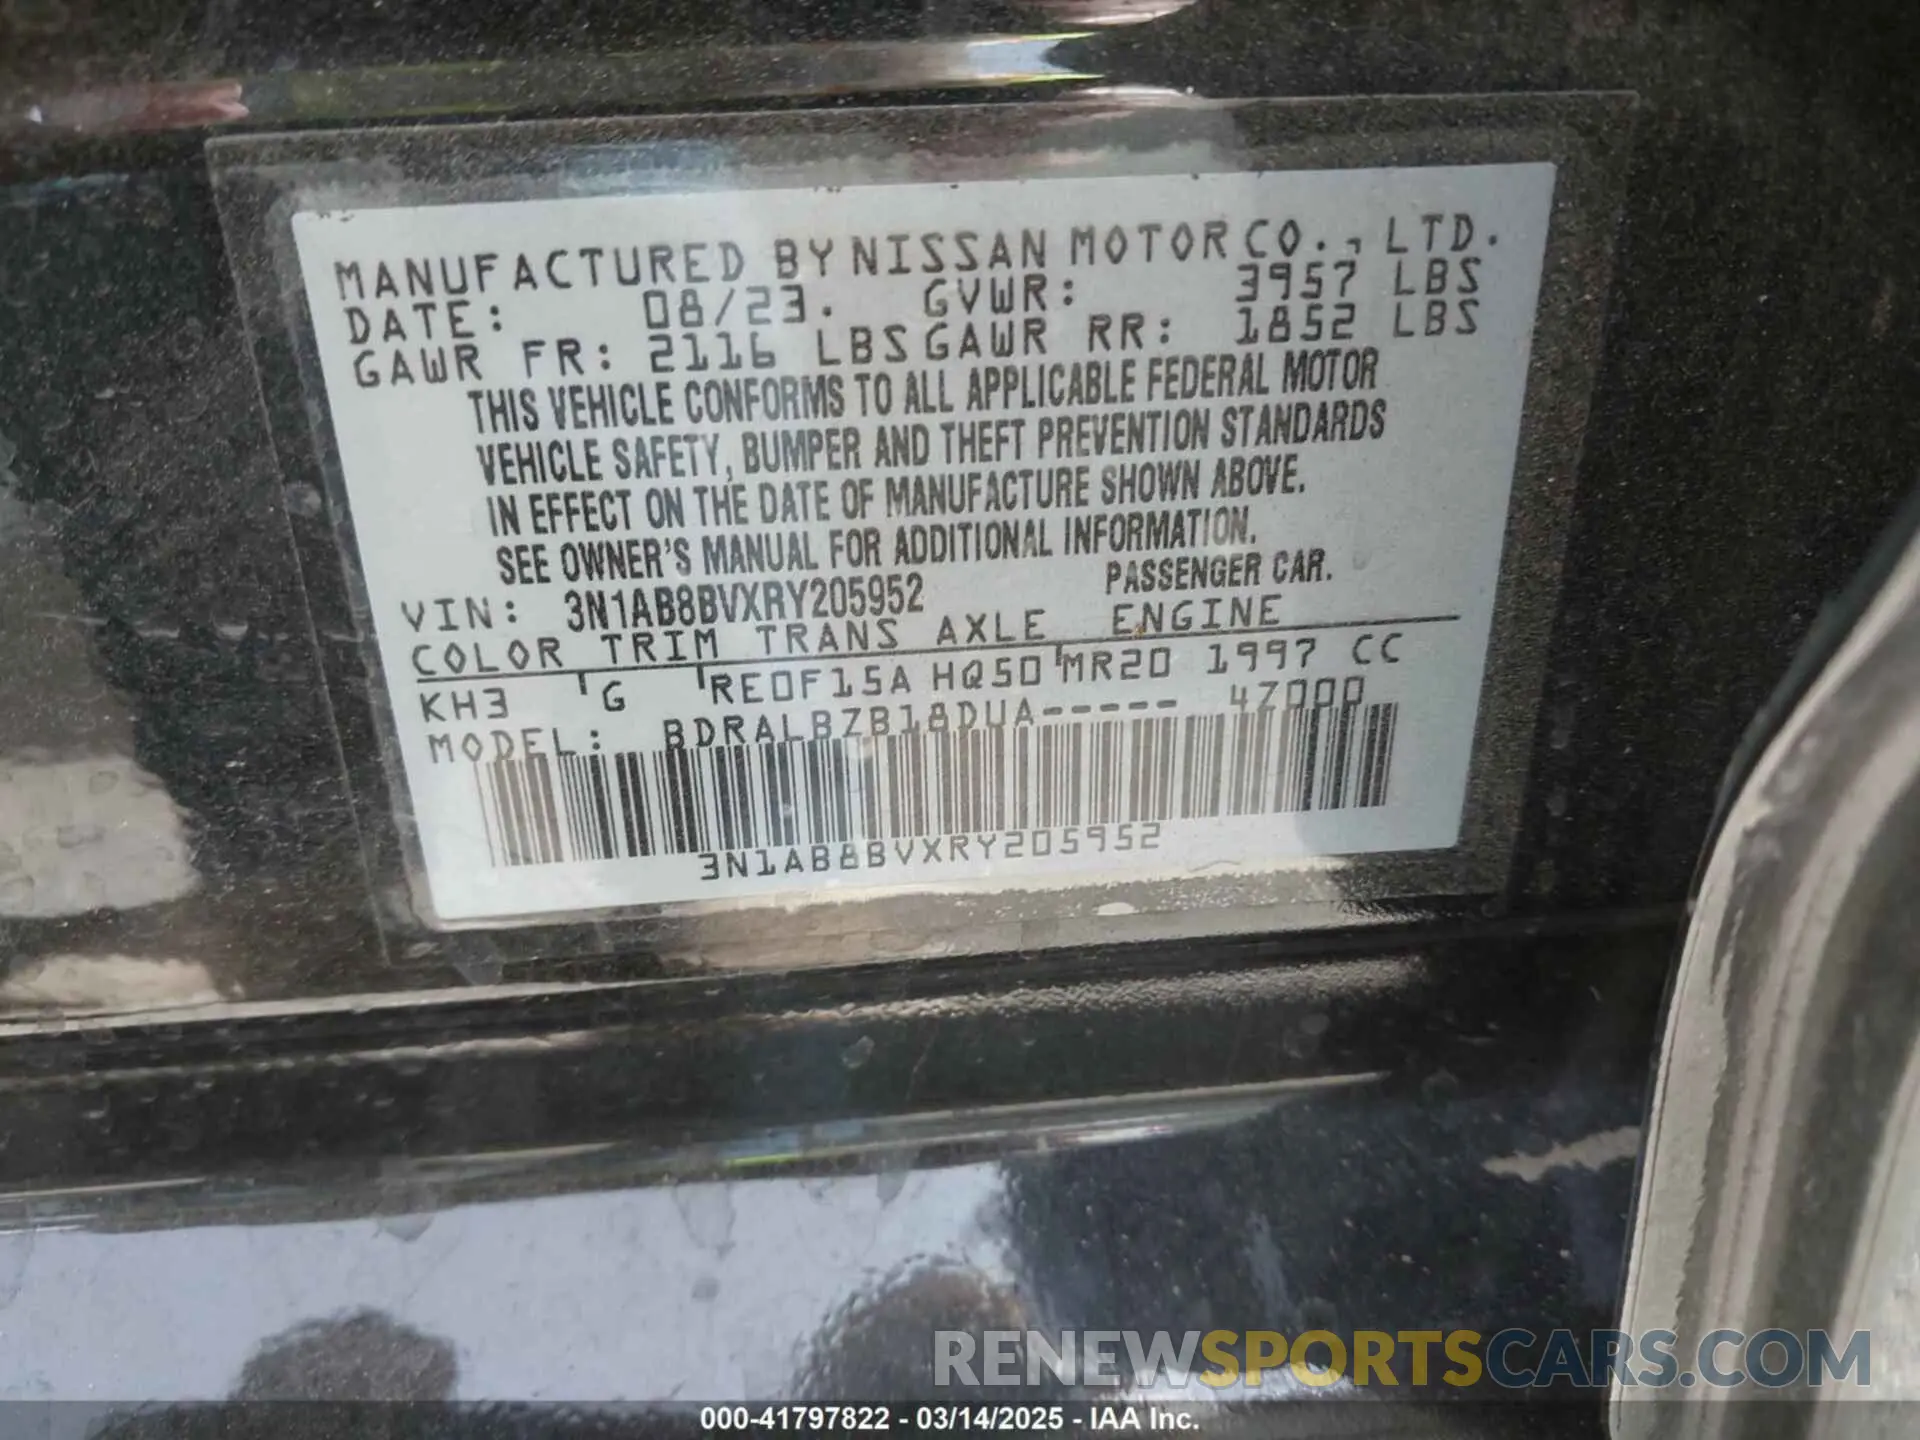 MANUFACTURED BY NISSAN MOTOR CO., LTD.
DATE: 08/23. GVWR: 3957 LBS
GAWR FR: 2116 LBS GAWR RR: 1852 LBS
THIS VEHICLE CONFORMS TO ALL APPLICABLE FEDERAL MOTOR
VEHICLE SAFETY, BUMPER AND THEFT PREVENTION STANDARDS
IN EFFECT ON THE DATE OF MANUFACTURE SHOWN ABOVE.
SEE OWNER'S MANUAL FOR ADDITIONAL INFORMATION.
VIN: 3N1AB8BVXRY205952 PASSENGER CAR.
COLOR TRIM TRANS AXLE ENGINE
KH3 G RE0F15A HQ50 MR20 1997 CC
MODEL: BDRALBZB18DUA----- 4Z000
3N1AB8BVXRY205952
RENEWSPORTSCARS.COM
000-41797822 - 03/14/2025 - IAA Inc.